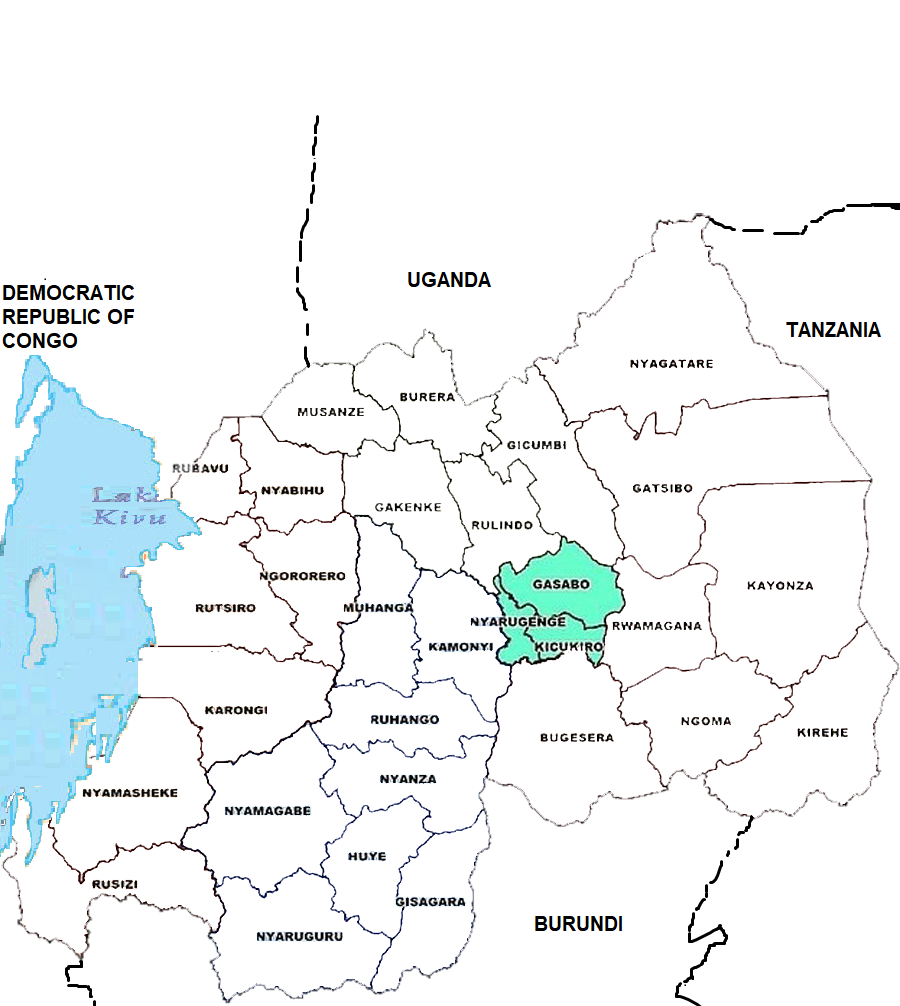 UGANDA
DEMOCRATIC
REPUBLIC OF
CONGO
TANZANIA
NYAGATARE
BURERA
MUSANZE
GICUMBI
RUBAVU
NYABIHU
GATSIBO
Lak
Kivu
GAKENKE
RULINDO
NGORORERO
GASABO
KAYONZA
RUTSIRO
MUHANGA
NYARUGENGE
RWAMAGANA
KAMONYI
KICUKIRO
KARONGI
RUHANGO
NGOMA
BUGESERA
KIREHE
NYAMASHEKE
NYANZA
NYAMAGABE
HUYE
RUSIZI
GISAGARA
BURUNDI
NYARUGURU